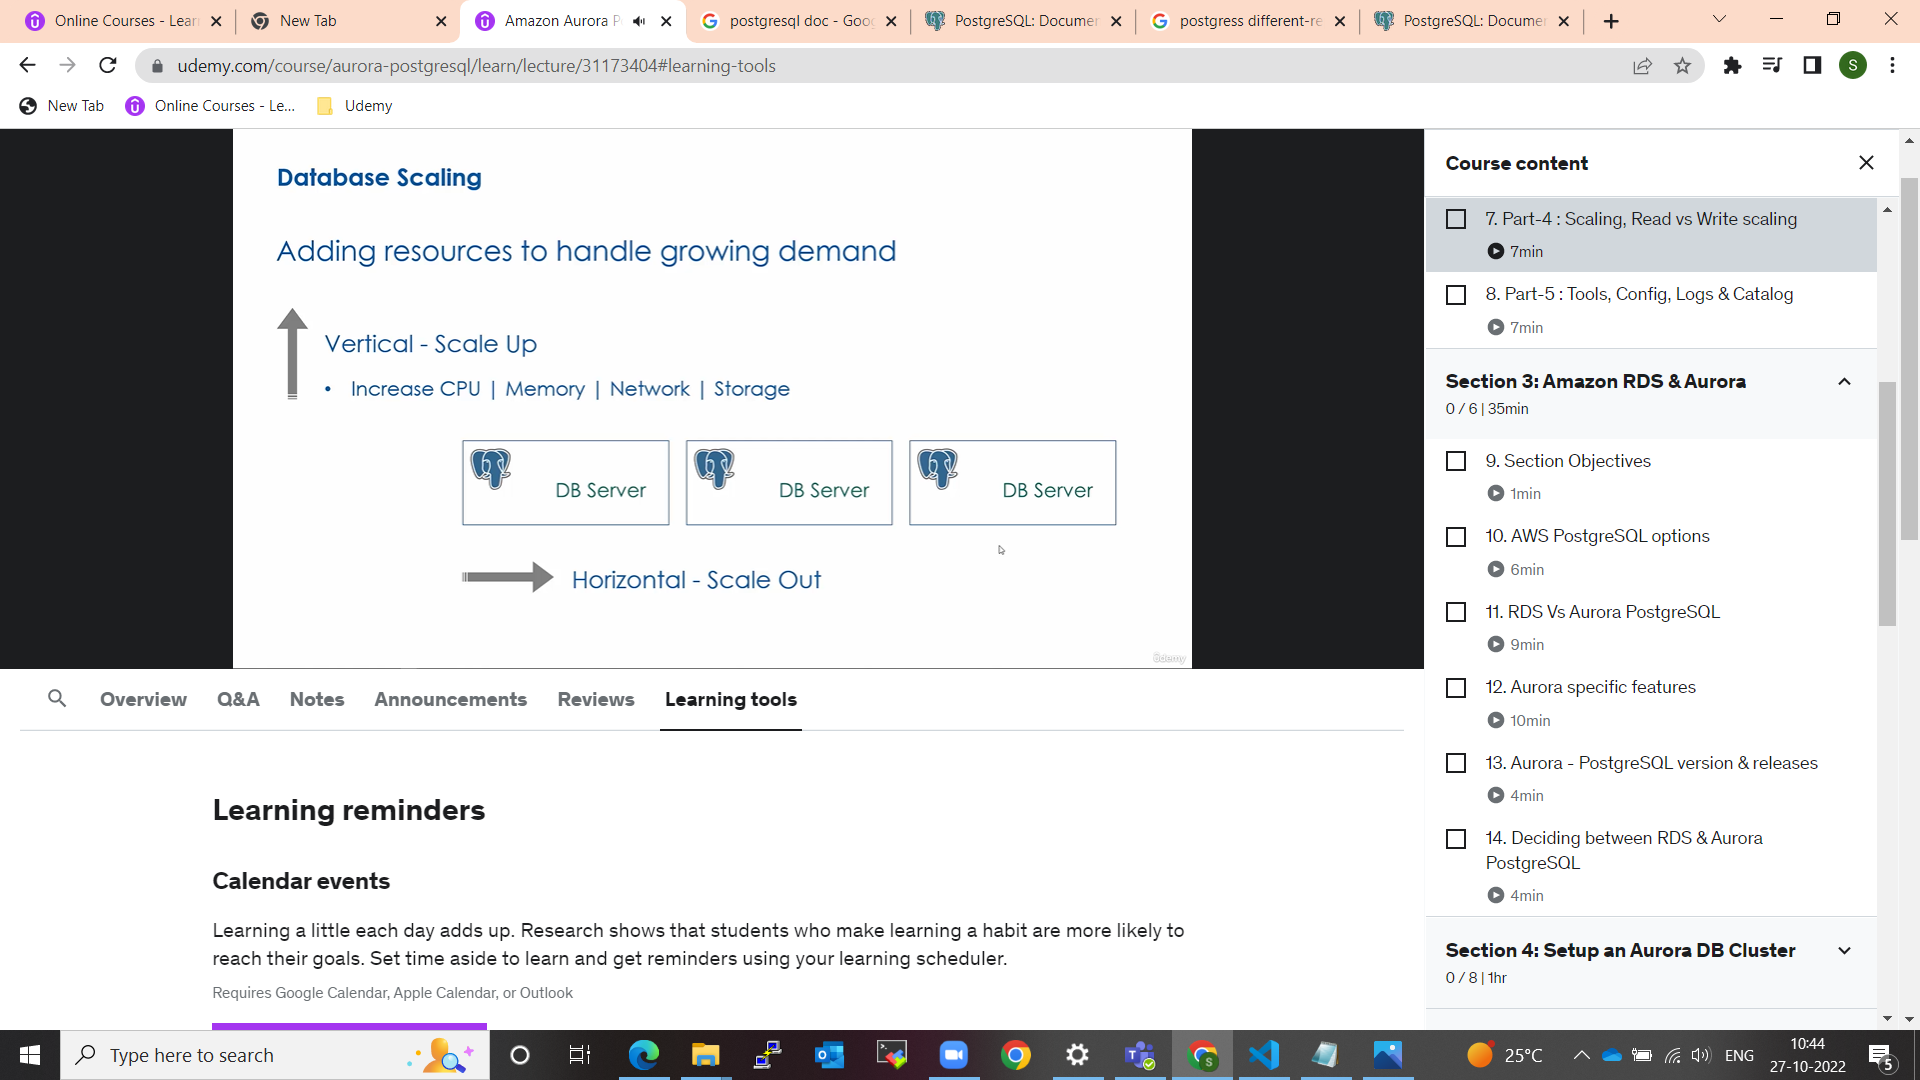 Online Courses - Lear
New Tab
Amazon Aurora P
postgresql doc - Goo
PostgreSQL: Documen
postgress different-re
PostgreSQL: Documen
udemy.com/course/aurora-postgresql/learn/lecture/31173404#learning-tools
S
New Tab
Online Courses - Le...
Udemy
Database Scaling
Adding resources to handle growing demand
Vertical - Scale Up
• Increase CPU | Memory | Network | Storage
DB Server
DB Server
DB Server
Horizontal - Scale Out
ûdemy
Overview
Q&A
Notes
Announcements
Reviews
Learning tools
Learning reminders
Calendar events
Learning a little each day adds up. Research shows that students who make learning a habit are more likely to
reach their goals. Set time aside to learn and get reminders using your learning scheduler.
Requires Google Calendar, Apple Calendar, or Outlook
Course content
7. Part-4 : Scaling, Read vs Write scaling
7min
8. Part-5 : Tools, Config, Logs & Catalog
7min
Section 3: Amazon RDS & Aurora
0 / 6 | 35min
9. Section Objectives
1min
10. AWS PostgreSQL options
6min
11. RDS Vs Aurora PostgreSQL
9min
12. Aurora specific features
10min
13. Aurora - PostgreSQL version & releases
4min
14. Deciding between RDS & Aurora
PostgreSQL
4min
Section 4: Setup an Aurora DB Cluster
0 / 8 | 1hr
Type here to search
25°C
ENG
10:44
27-10-2022
5